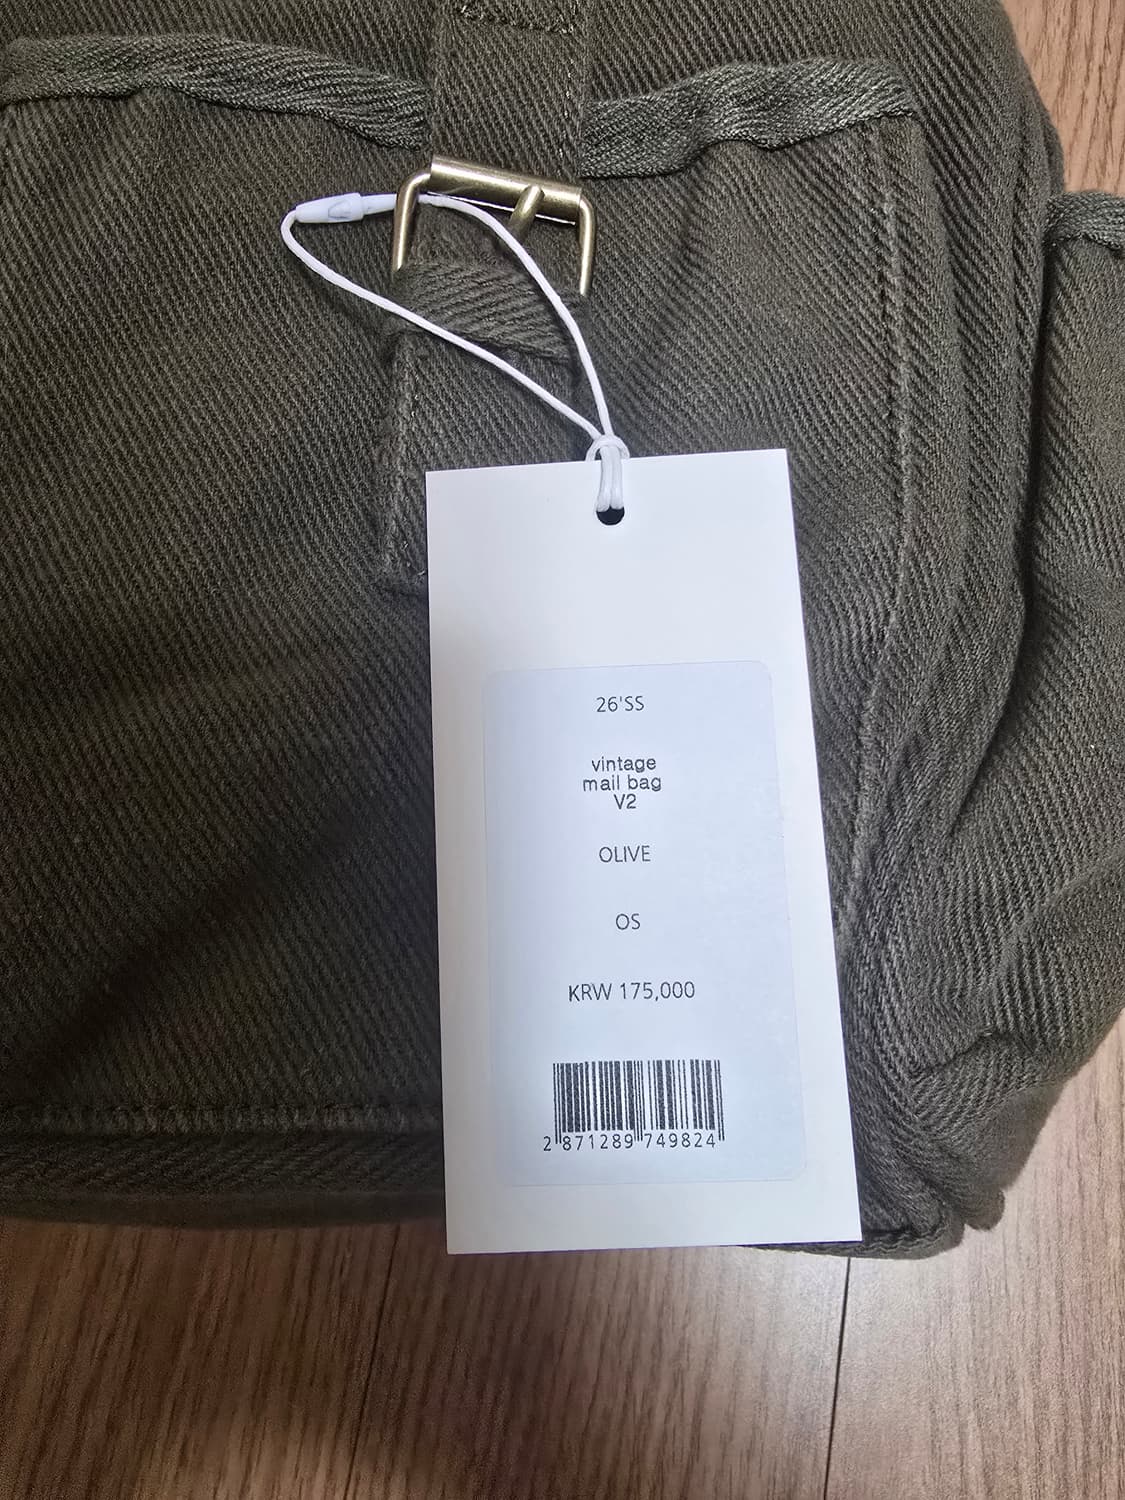 26'SS
vintage
mail bag
V2
OLIVE
OS
KRW 175,000
2 871289 749824